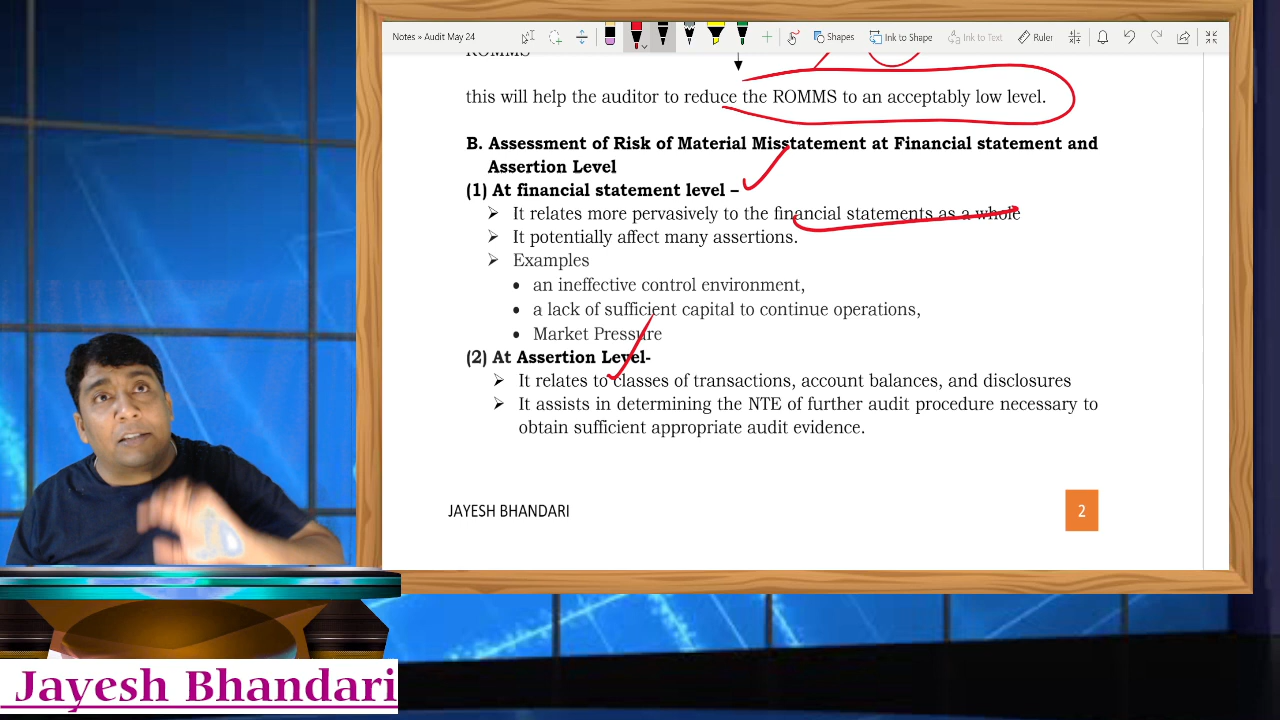 Notes » Audit May 24
Shapes
Ink to Shape
Ink to Text
Ruler
ROMMS
this will help the auditor to reduce the ROMMS to an acceptably low level.
B. Assessment of Risk of Material Misstatement at Financial statement and
Assertion Level
(1) At financial statement level –
➢ It relates more pervasively to the financial statements as a whole
➢ It potentially affect many assertions.
➢ Examples
• an ineffective control environment,
• a lack of sufficient capital to continue operations,
• Market Pressure
(2) At Assertion Level-
➢ It relates to classes of transactions, account balances, and disclosures
➢ It assists in determining the NTE of further audit procedure necessary to
obtain sufficient appropriate audit evidence.
JAYESH BHANDARI
2
Jayesh Bhandari